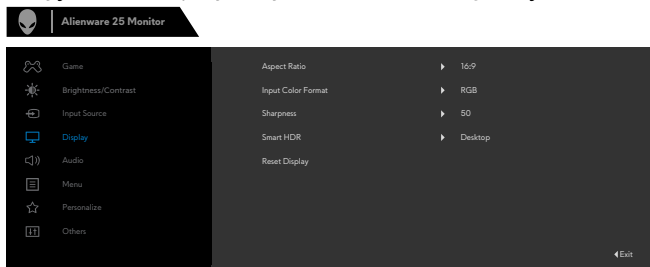 Alienware 25 Monitor
Game
Aspect Ratio 16:9
Brightness/Contrast
Input Color Format RGB
Input Source
Sharpness 50
Display
Smart HDR Desktop
Audio
Reset Display
Menu
Personalize
Others
Exit